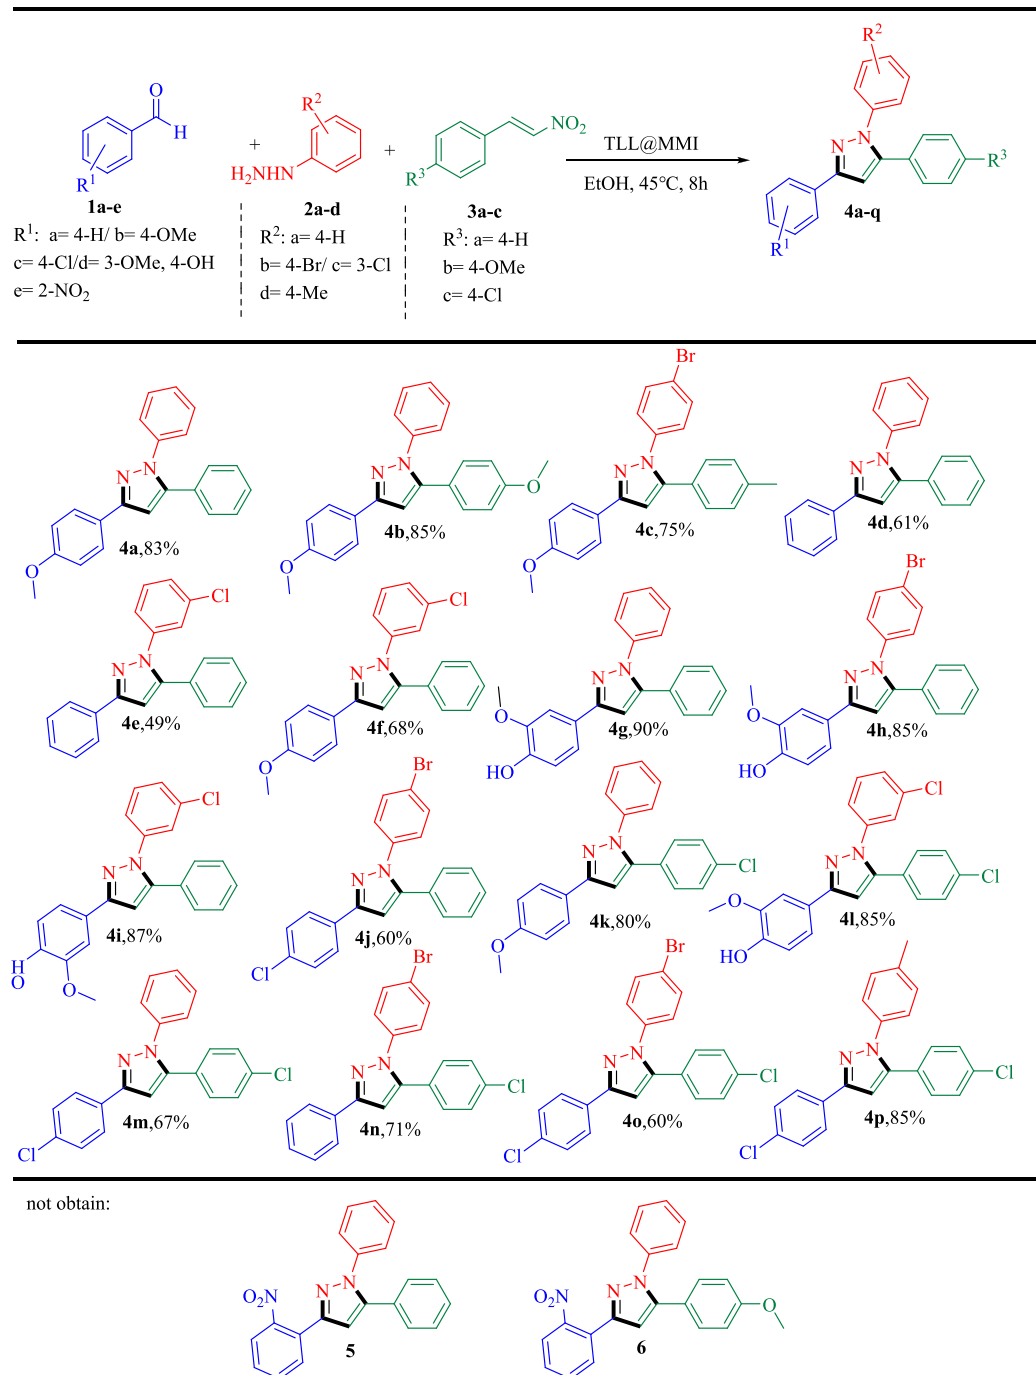 R²
O
H
R¹
+
R²
H₂NHN
+
NO₂
R³
TLL@MMI
EtOH, 45℃, 8h
N
N
R³
R¹
1a-e
2a-d
3a-c
4a-q
R¹: a= 4-H/ b= 4-OMe
c= 4-Cl/d= 3-OMe, 4-OH
e= 2-NO₂
R²: a= 4-H
b= 4-Br/ c= 3-Cl
d= 4-Me
R³: a= 4-H
b= 4-OMe
c= 4-Cl
N
N
O
4a,83%
N
N
O
O
4b,85%
Br
N
N
O
4c,75%
N
N
4d,61%
Cl
N
N
4e,49%
Cl
N
N
O
4f,68%
N
N
O
HO
4g,90%
Br
N
N
O
HO
4h,85%
Cl
N
N
H
O
O
4i,87%
Br
N
N
Cl
4j,60%
N
N
Cl
O
4k,80%
Cl
N
N
Cl
O
HO
4l,85%
N
N
Cl
Cl
4m,67%
Br
N
N
Cl
4n,71%
Br
N
N
Cl
Cl
4o,60%
N
N
Cl
Cl
4p,85%
not obtain:
N
N
O₂N
5
N
N
O₂N
O
6